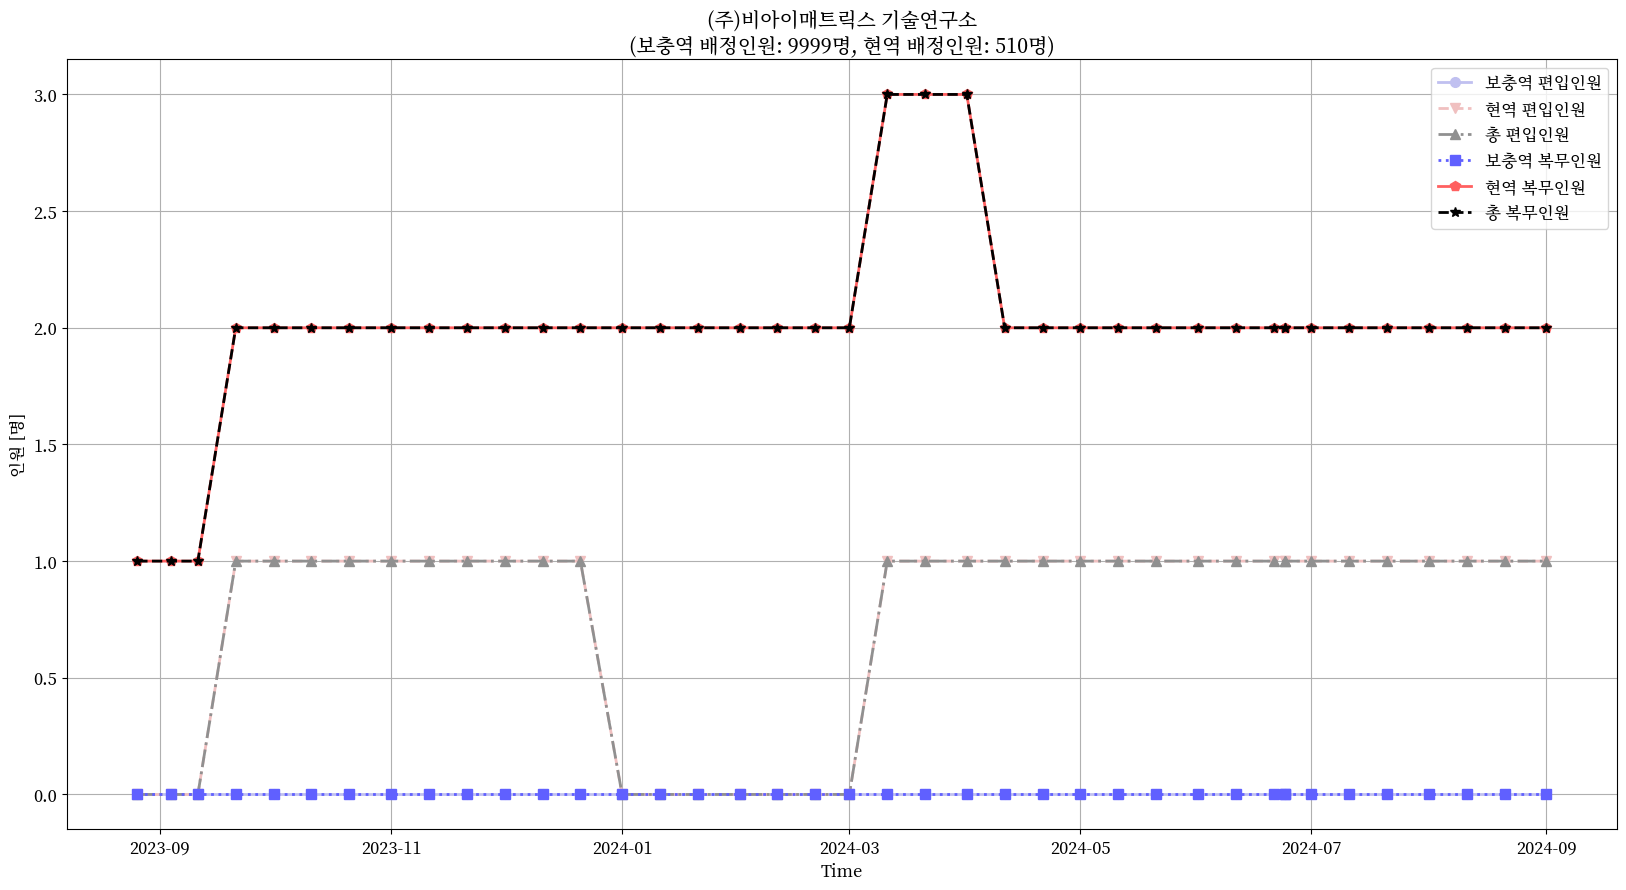 (주)비아이매트릭스 기술연구소
(보충역 배정인원: 9999명, 현역 배정인원: 510명)
인원 [명]
3.0
2.5
2.0
1.5
1.0
0.5
0.0
보충역 편입인원
현역 편입인원
총 편입인원
보충역 복무인원
현역 복무인원
총 복무인원
2023-09 2023-11 2024-01 2024-03 2024-05 2024-07 2024-09
Time